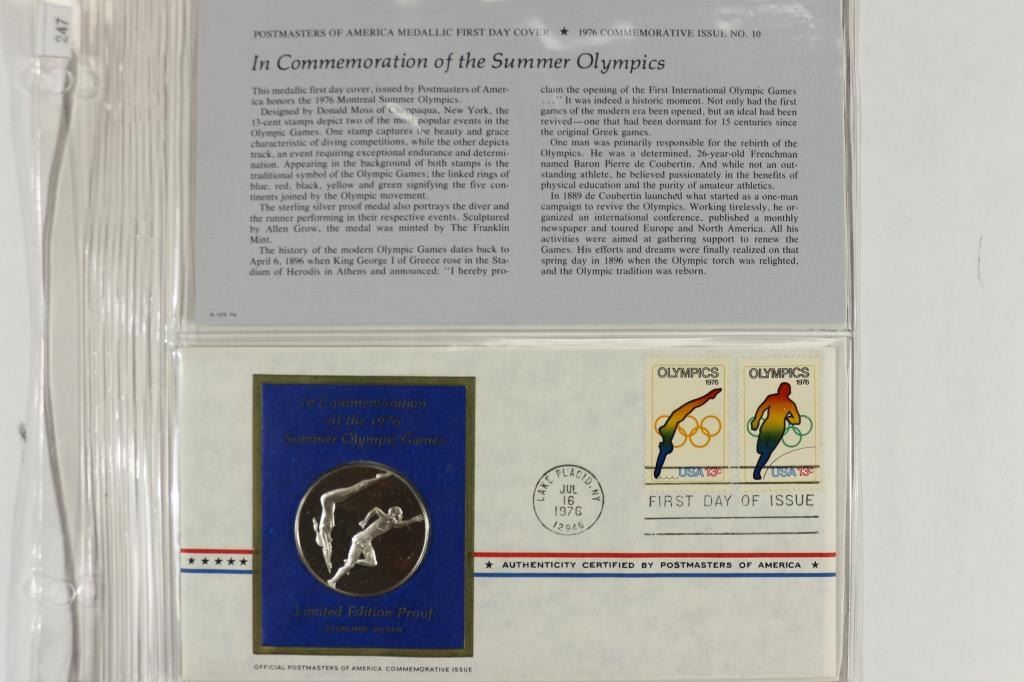 247
POSTMASTERS OF AMERICA MEDALLIC FIRST DAY COVER ★ 1976 COMMEMORATIVE ISSUE NO. 10
In Commemoration of the Summer Olympics
This medallic first day cover, issued by Postmasters of Amer-
ica honors the 1976 Montreal Summer Olympics.
Designed by Donald Moss of Chappaqua, New York, the
13-cent stamps depict two of the most popular events in the
Olympic Games. One stamp captures the beauty and grace
characteristic of diving competitions, while the other depicts
track, an event requiring exceptional endurance and determi-
nation. Appearing in the background of both stamps is the
traditional symbol of the Olympic Games; the linked rings of
blue, red, black, yellow and green signifying the five con-
tinents joined by the Olympic movement.
The sterling silver proof medal also portrays the diver and
the runner performing in their respective events. Sculptured
by Allen Grow, the medal was minted by The Franklin
Mint.
The history of the modern Olympic Games dates back to
April 6, 1896 when King George I of Greece rose in the Sta-
dium of Herodis in Athens and announced: "I hereby pro-
claim the opening of the First International Olympic Games
. . ." It was indeed a historic moment. Not only had the first
games of the modern era been opened, but an ideal had been
revived—one that had been dormant for 15 centuries since
the original Greek games.
One man was primarily responsible for the rebirth of the
Olympics. He was a determined, 26-year-old Frenchman
named Baron Pierre de Coubertin. And while not an out-
standing athlete, he believed passionately in the benefits of
physical education and the purity of amateur athletics.
In 1889 de Coubertin launched what started as a one-man
campaign to revive the Olympics. Working tirelessly, he or-
ganized an international conference, published a monthly
newspaper and toured Europe and North America. All his
activities were aimed at gathering support to renew the
Games. His efforts and dreams were finally realized on that
spring day in 1896 when the Olympic torch was relighted,
and the Olympic tradition was reborn.
© 1976 FM
In Commemoration
of the 1976
Summer Olympic Games
Limited Edition Proof
STERLING SILVER
OLYMPICS
1976
USA 13c
OLYMPICS
1976
USA 13c
LAKE PLACID, NY
JUL
16
1976
12946
FIRST DAY OF ISSUE
★★★★★
★ AUTHENTICITY CERTIFIED BY POSTMASTERS OF AMERICA ★
OFFICIAL POSTMASTERS OF AMERICA COMMEMORATIVE ISSUE